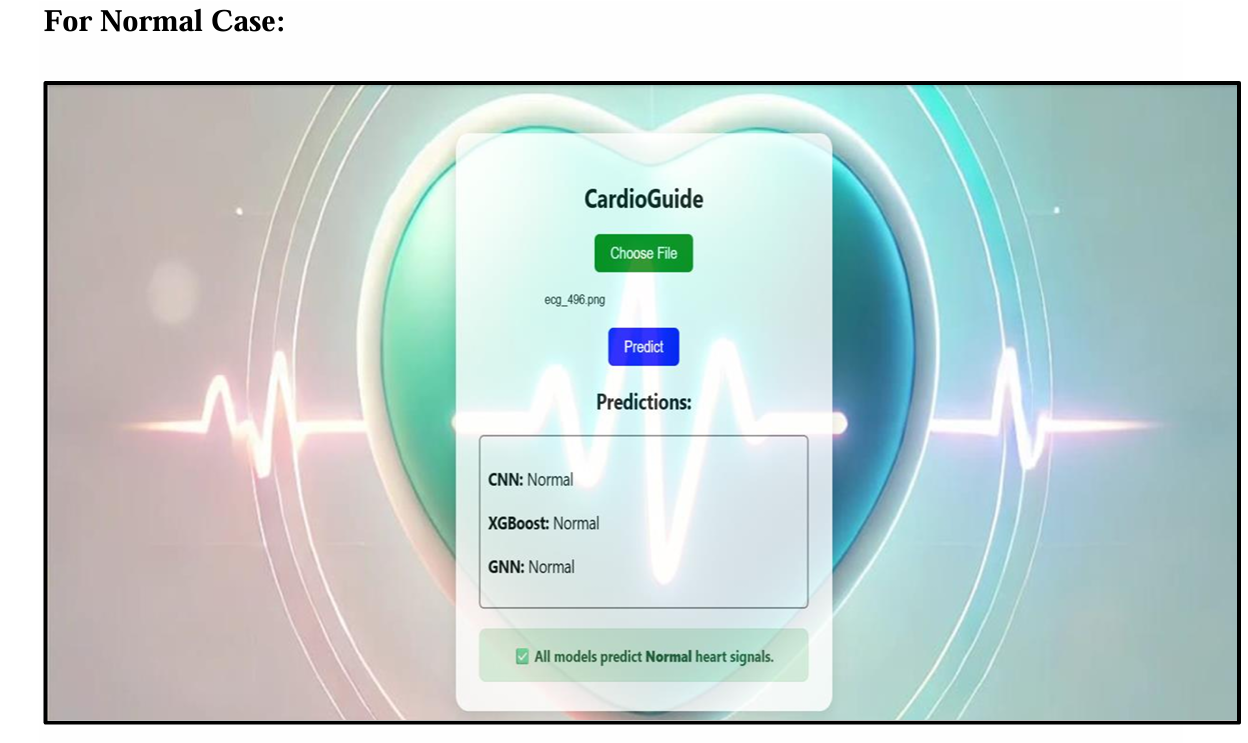 For Normal Case:
CardioGuide
Choose File
ecg_496.png
Predict
Predictions:
CNN: Normal
XGBoost: Normal
GNN: Normal
✅ All models predict Normal heart signals.